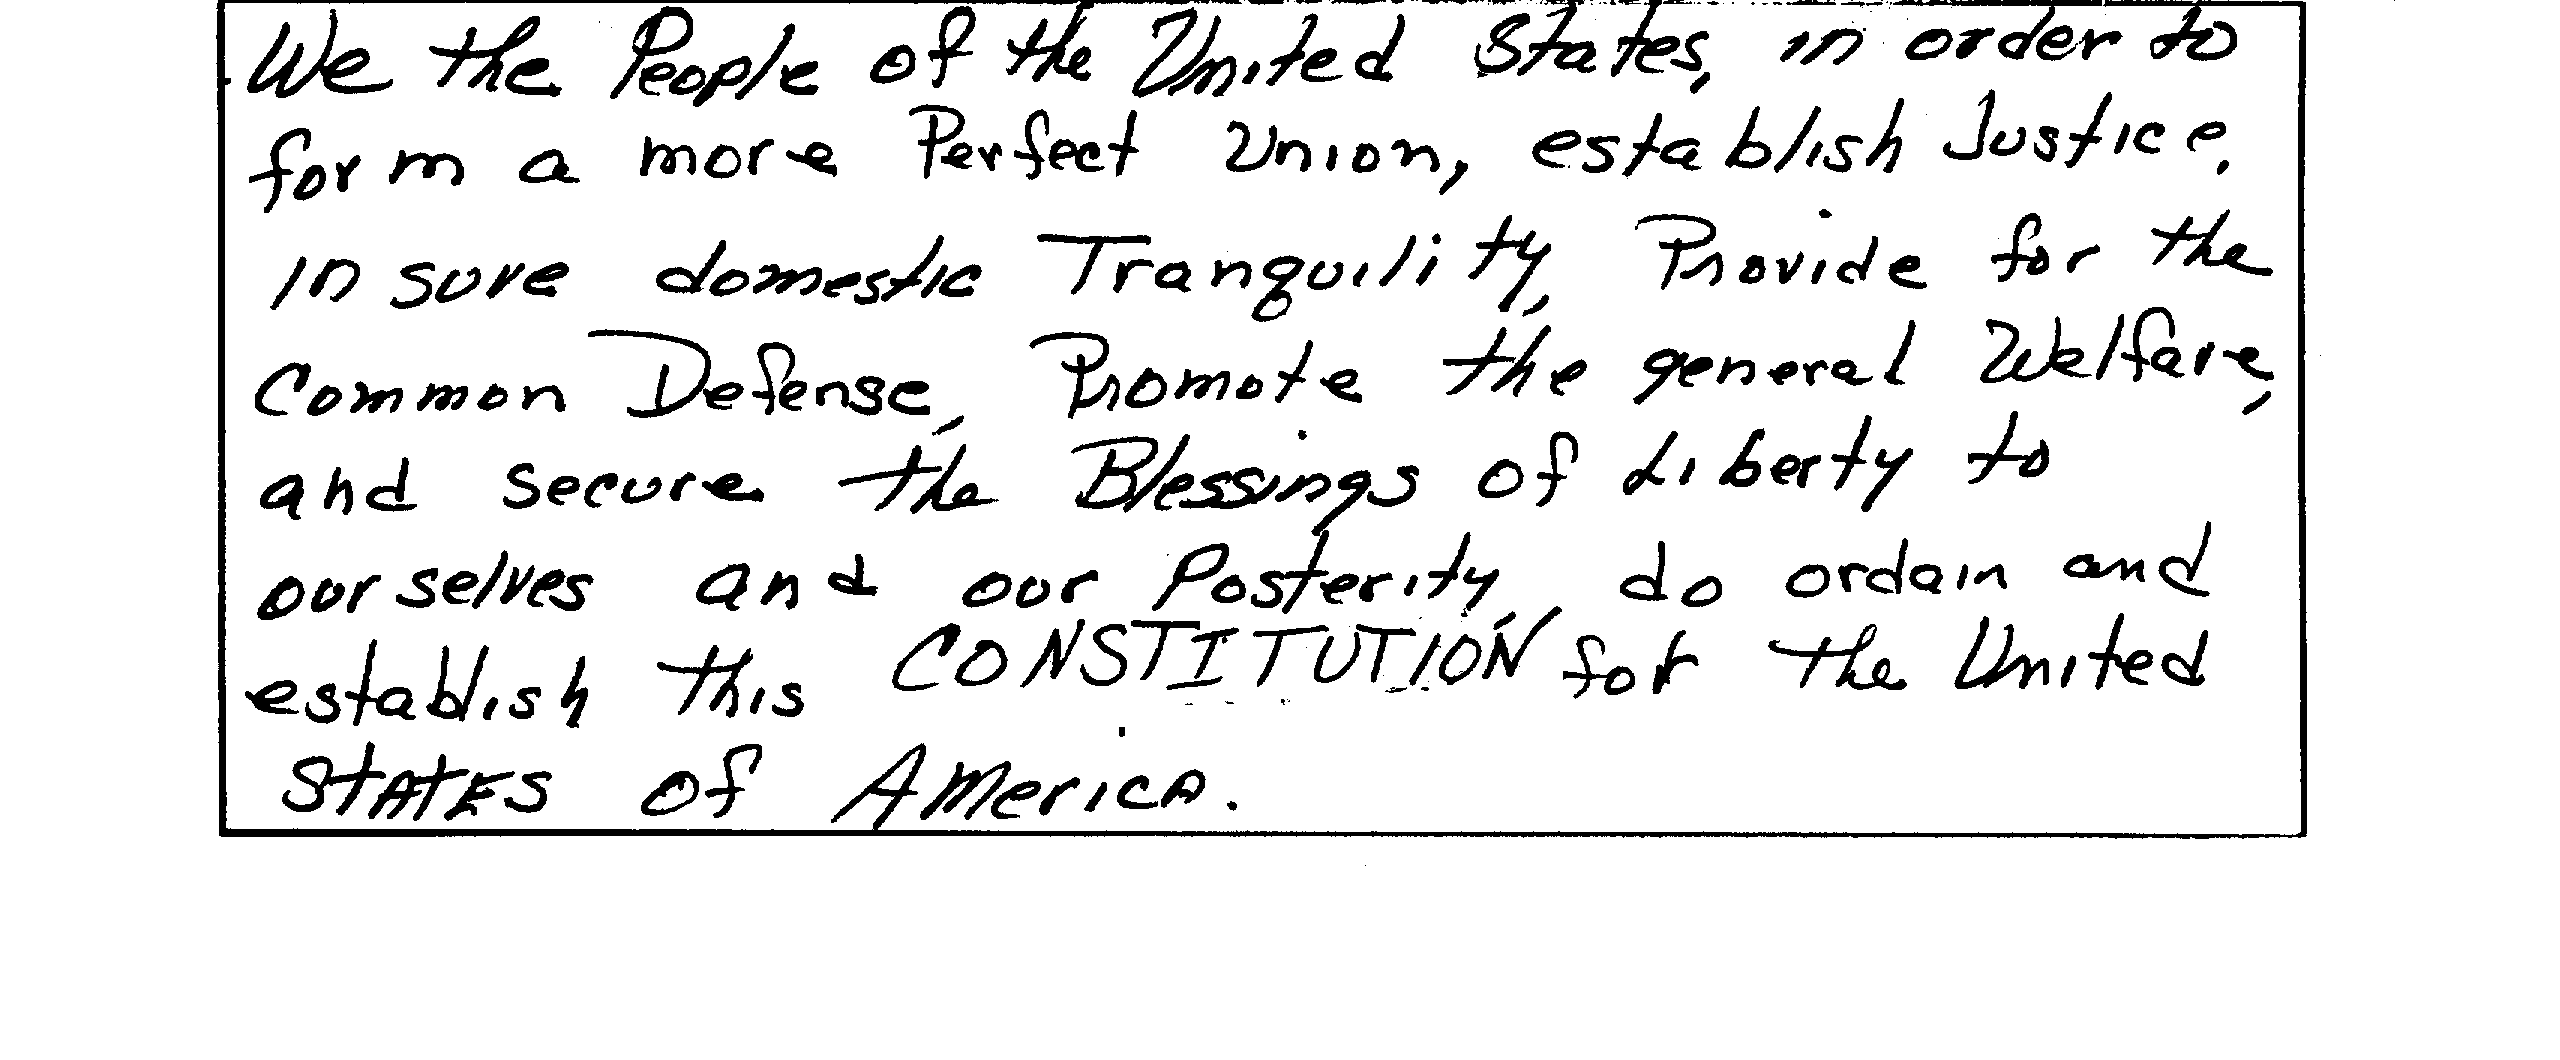 We the People of the United States, in order to
form a more Perfect Union, establish Justice,
insure domestic Tranquility, Provide for the
Common Defense, Promote the general Welfare,
and secure the Blessings of Liberty to
ourselves and our Posterity, do ordain and
establish this CONSTITUTION for the United
STATES of America.